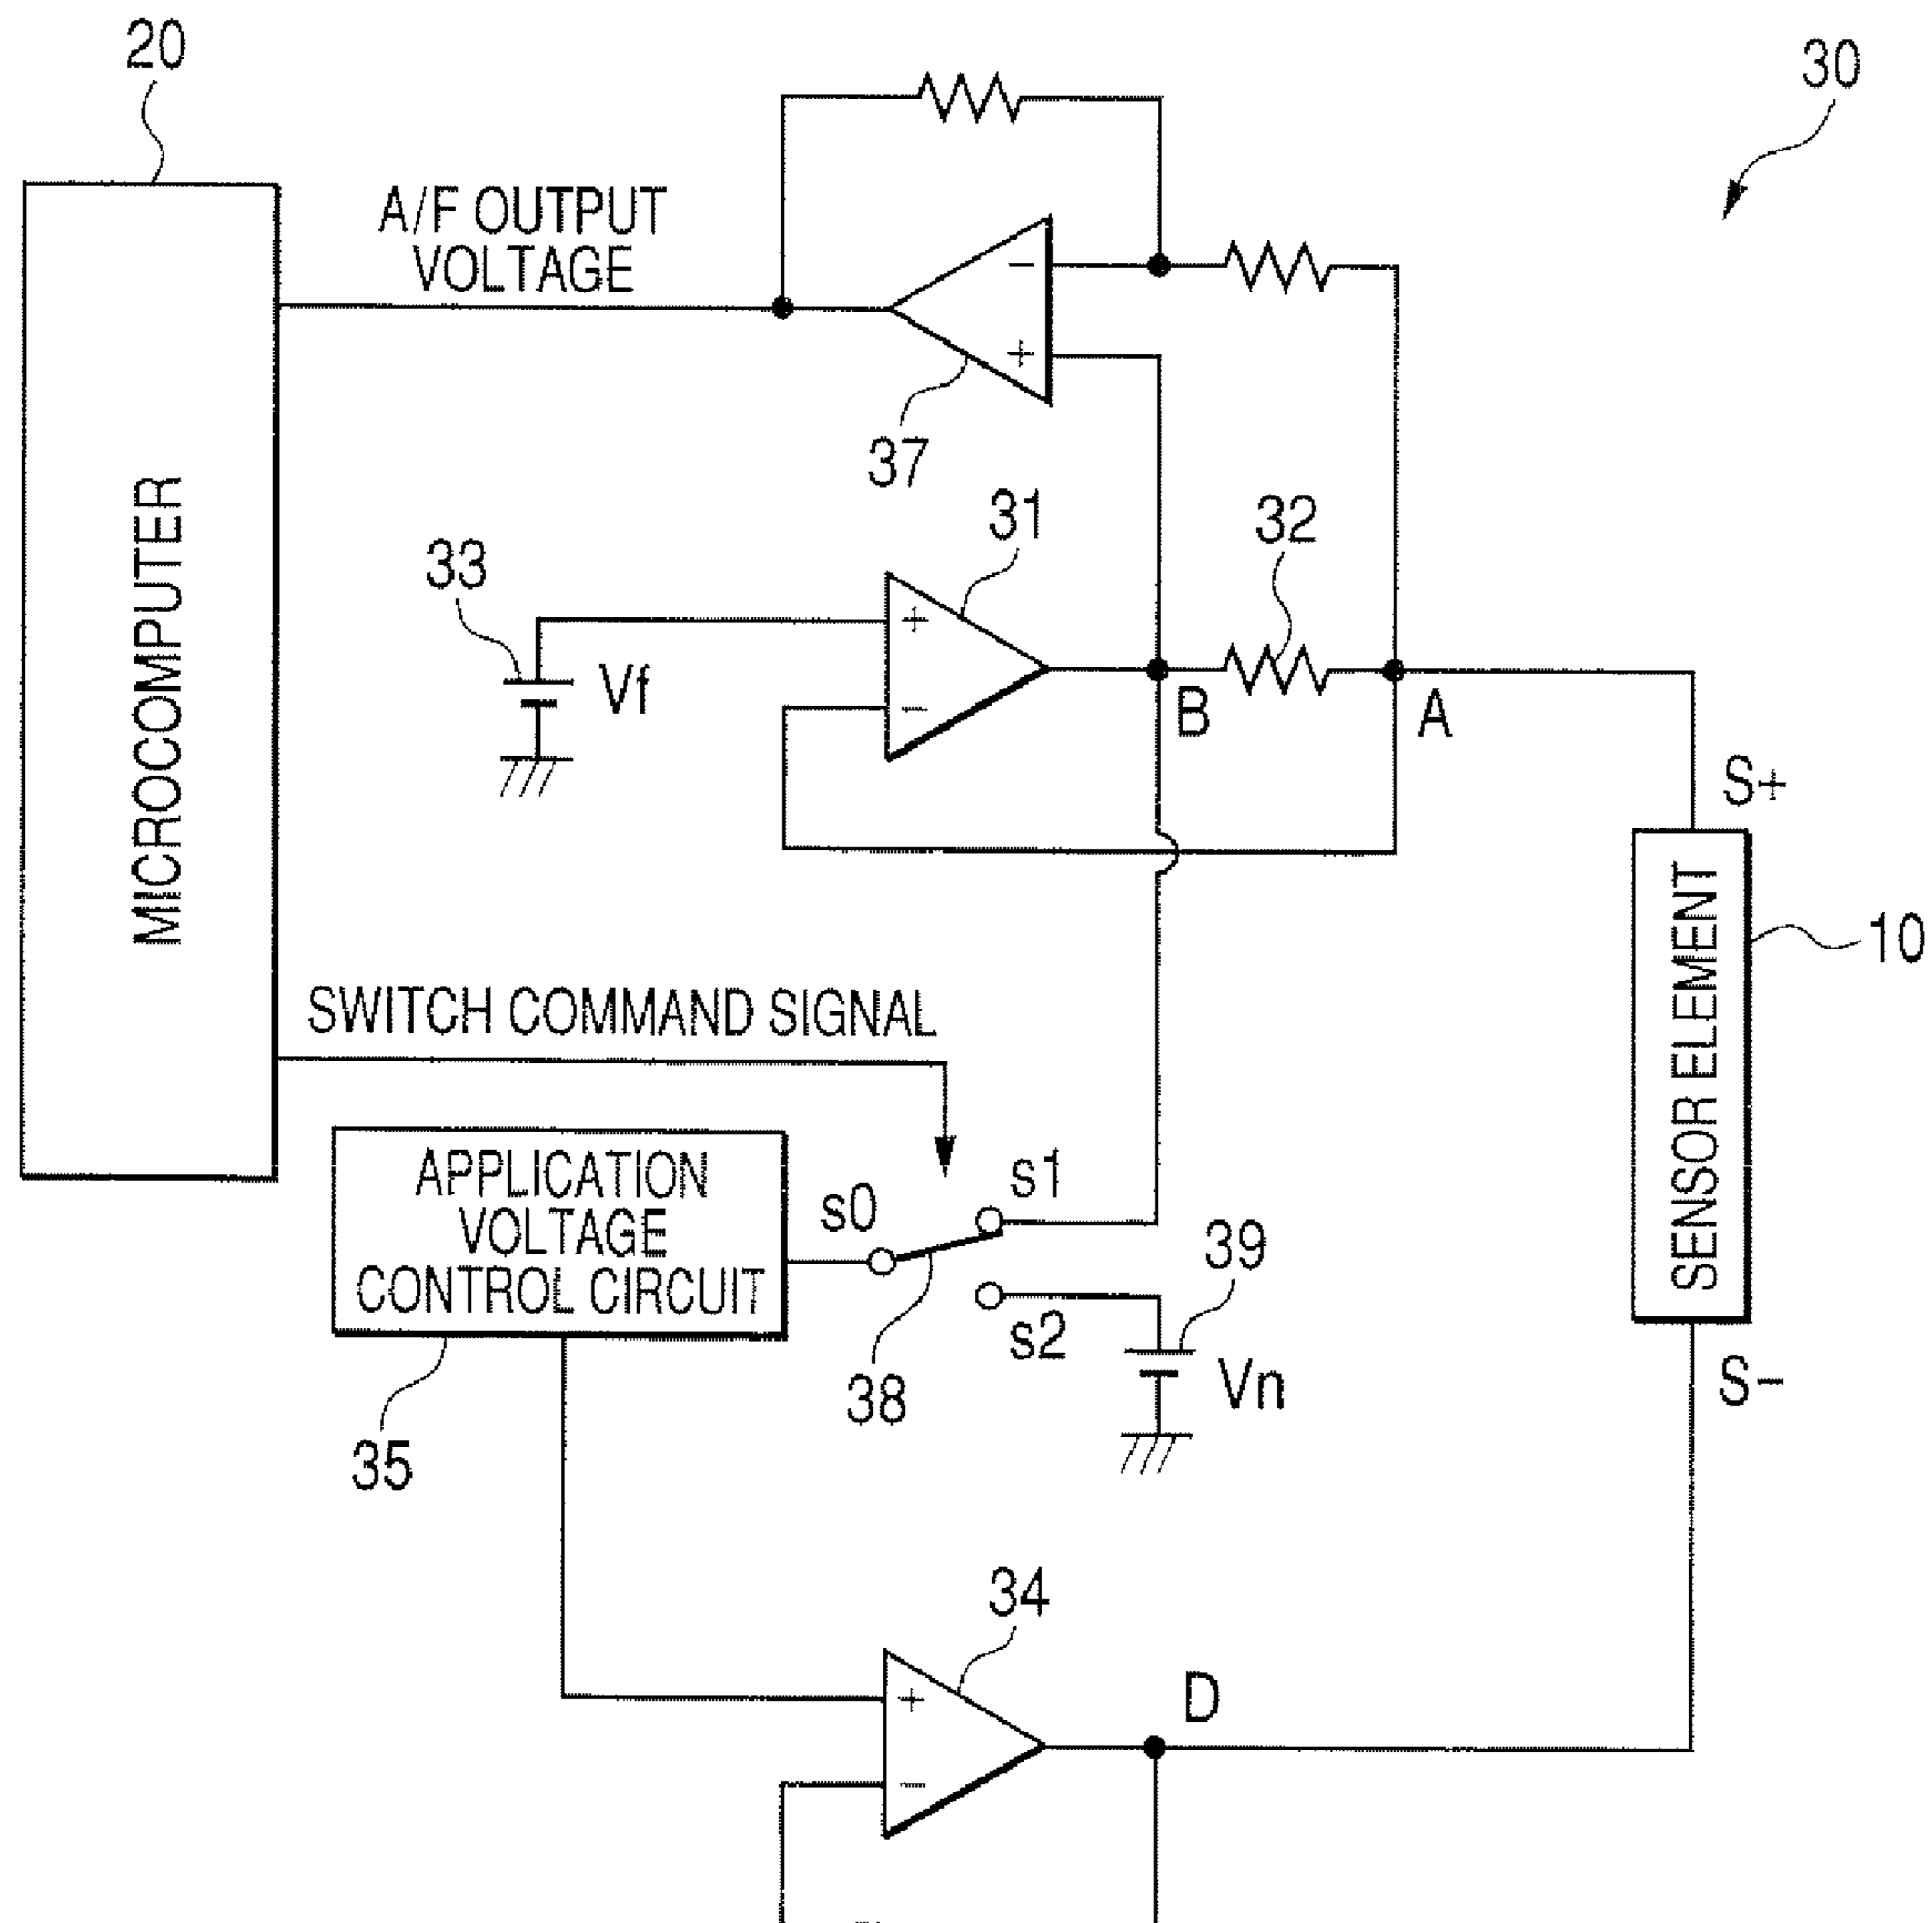 20
30
A/F OUTPUT
VOLTAGE
−
+
37
31
32
33
+
Vf
−
B
A
S+
MICROCOMPUTER
SENSOR ELEMENT
10
SWITCH COMMAND SIGNAL
APPLICATION
VOLTAGE
CONTROL CIRCUIT
s0
s1
39
s2
38
Vn
S−
35
34
+
D
−